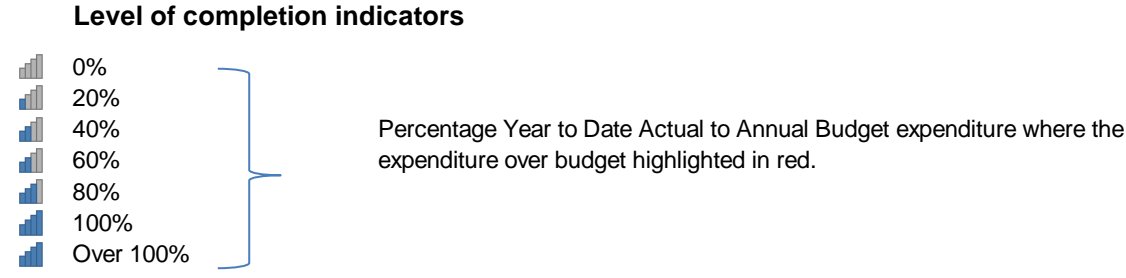 Level of completion indicators
0%
20%
40%
60%
80%
100%
Over 100%
Percentage Year to Date Actual to Annual Budget expenditure where the
expenditure over budget highlighted in red.